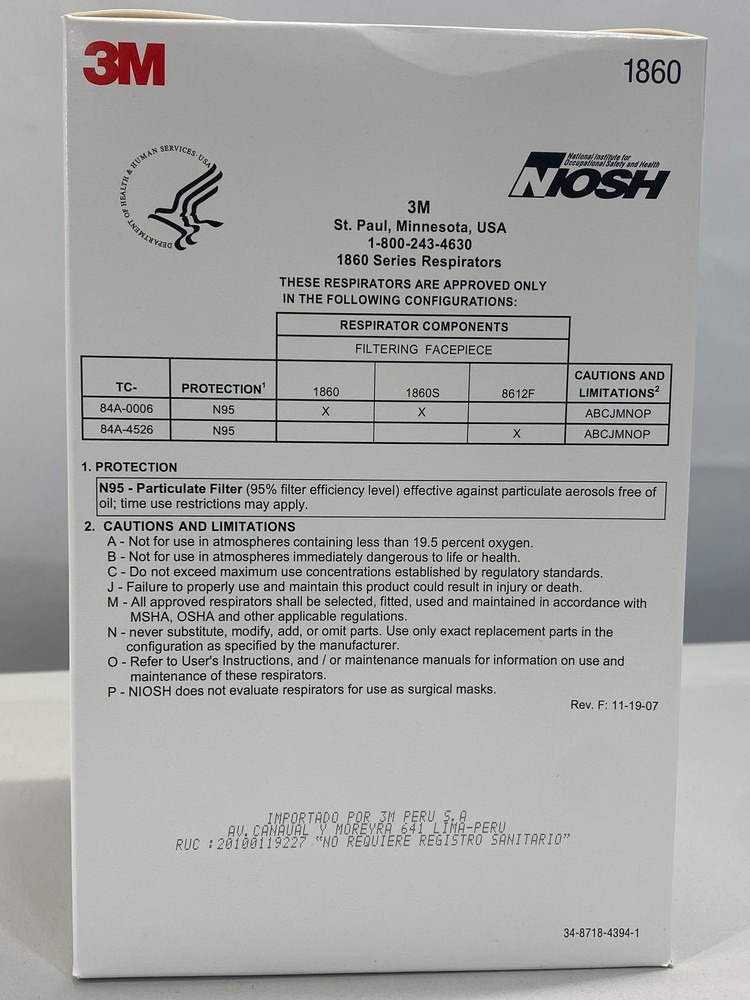 3M
1860
DEPARTMENT OF HEALTH & HUMAN SERVICES·USA
National Institute for
Occupational Safety and Health
NIOSH
3M
St. Paul, Minnesota, USA
1-800-243-4630
1860 Series Respirators
THESE RESPIRATORS ARE APPROVED ONLY
IN THE FOLLOWING CONFIGURATIONS:
RESPIRATOR COMPONENTS
FILTERING FACEPIECE
TC- PROTECTION¹ 1860 1860S 8612F CAUTIONS AND LIMITATIONS²
84A-0006 N95 X X ABCJMNOP
84A-4526 N95 X ABCJMNOP
1. PROTECTION
N95 - Particulate Filter (95% filter efficiency level) effective against particulate aerosols free of
oil; time use restrictions may apply.
2. CAUTIONS AND LIMITATIONS
A - Not for use in atmospheres containing less than 19.5 percent oxygen.
B - Not for use in atmospheres immediately dangerous to life or health.
C - Do not exceed maximum use concentrations established by regulatory standards.
J - Failure to properly use and maintain this product could result in injury or death.
M - All approved respirators shall be selected, fitted, used and maintained in accordance with
MSHA, OSHA and other applicable regulations.
N - never substitute, modify, add, or omit parts. Use only exact replacement parts in the
configuration as specified by the manufacturer.
O - Refer to User's Instructions, and / or maintenance manuals for information on use and
maintenance of these respirators.
P - NIOSH does not evaluate respirators for use as surgical masks.
Rev. F: 11-19-07
IMPORTADO POR 3M PERU S.A
AV.CANAUAL Y MOREYRA 641 LIMA-PERU
RUC :20100119227 "NO REQUIERE REGISTRO SANITARIO"
34-8718-4394-1